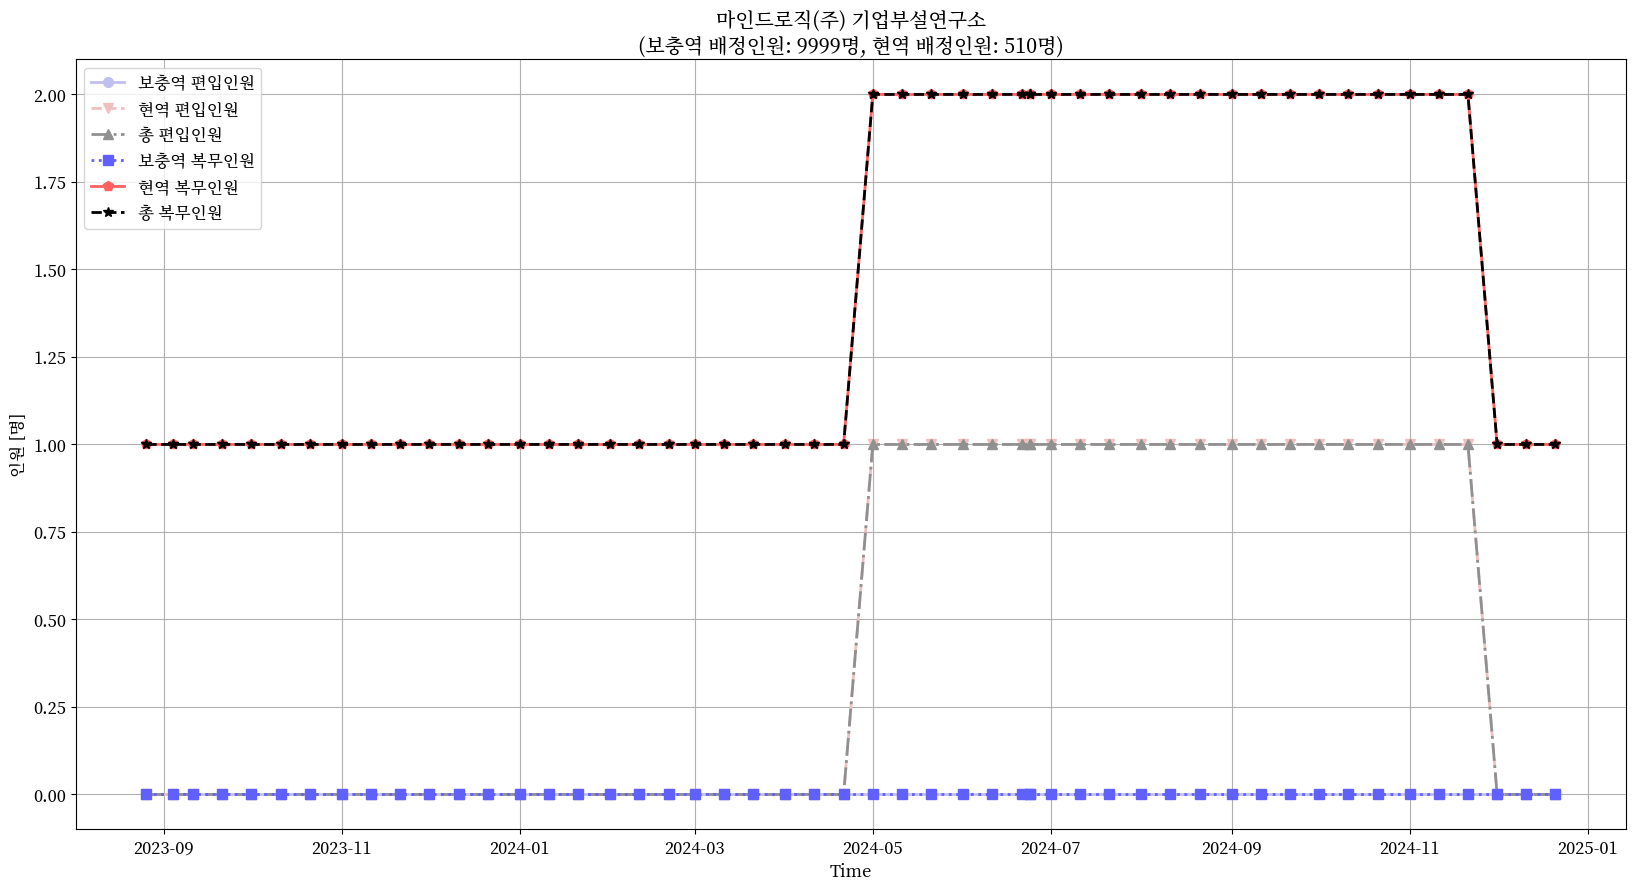 마인드로직(주) 기업부설연구소
(보충역 배정인원: 9999명, 현역 배정인원: 510명)
보충역 편입인원
현역 편입인원
총 편입인원
보충역 복무인원
현역 복무인원
총 복무인원
2.00
1.75
1.50
1.25
1.00
0.75
0.50
0.25
0.00
인원 [명]
2023-09
2023-11
2024-01
2024-03
2024-05
2024-07
2024-09
2024-11
2025-01
Time